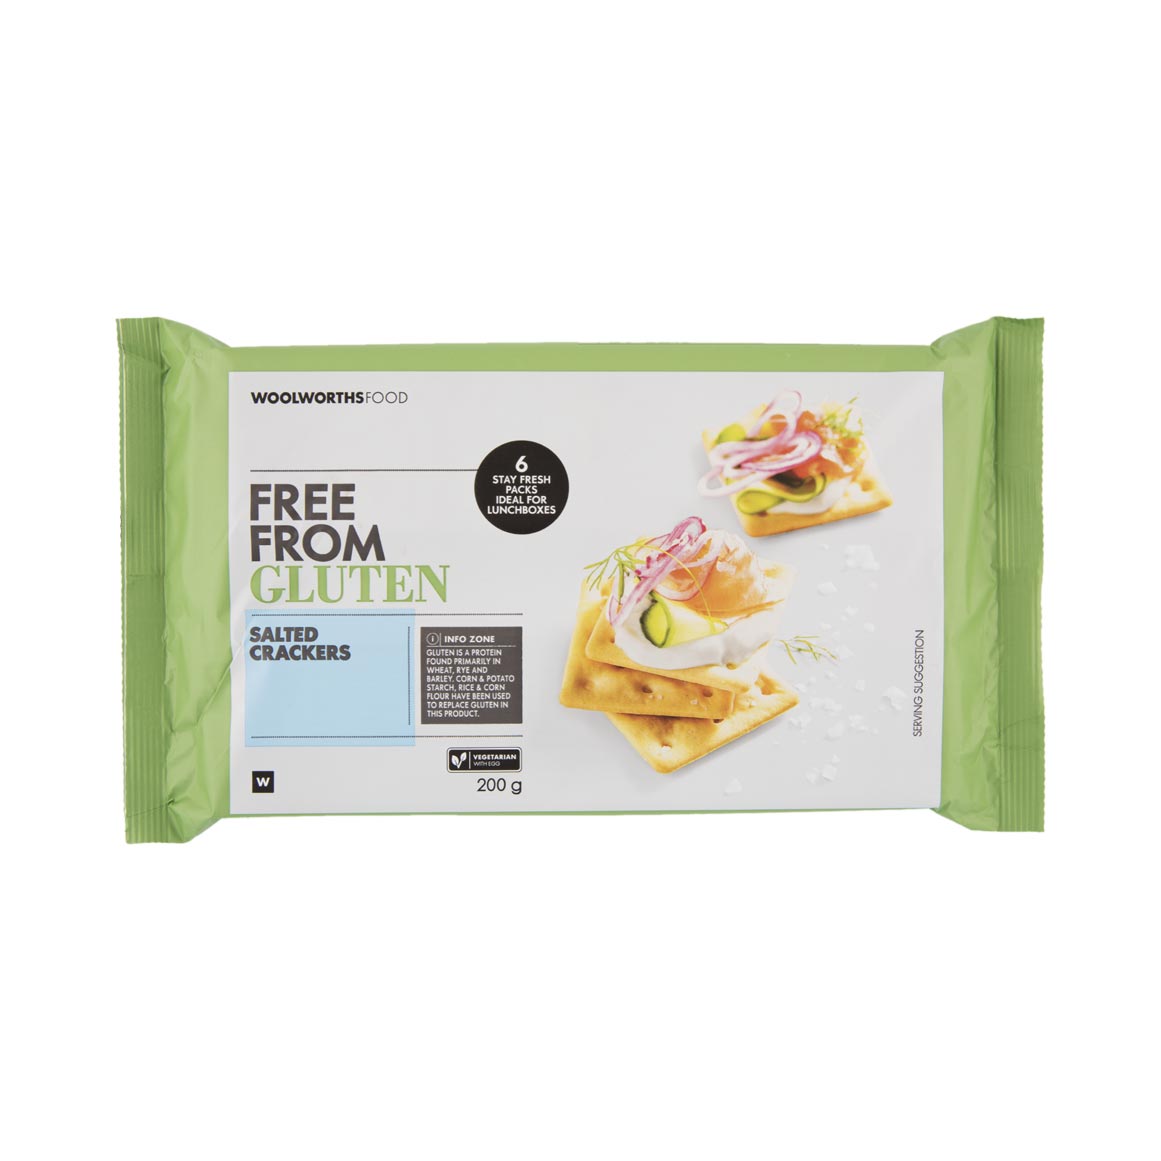 WOOLWORTHSFOOD
6
STAY FRESH
PACKS
IDEAL FOR
LUNCHBOXES
FREE
FROM
GLUTEN
SALTED
CRACKERS
i INFO ZONE
GLUTEN IS A PROTEIN
FOUND PRIMARILY IN
WHEAT, RYE AND
BARLEY. CORN & POTATO
STARCH, RICE & CORN
FLOUR HAVE BEEN USED
TO REPLACE GLUTEN IN
THIS PRODUCT.
VEGETARIAN
WITH EGG
W
200 g
SERVING SUGGESTION